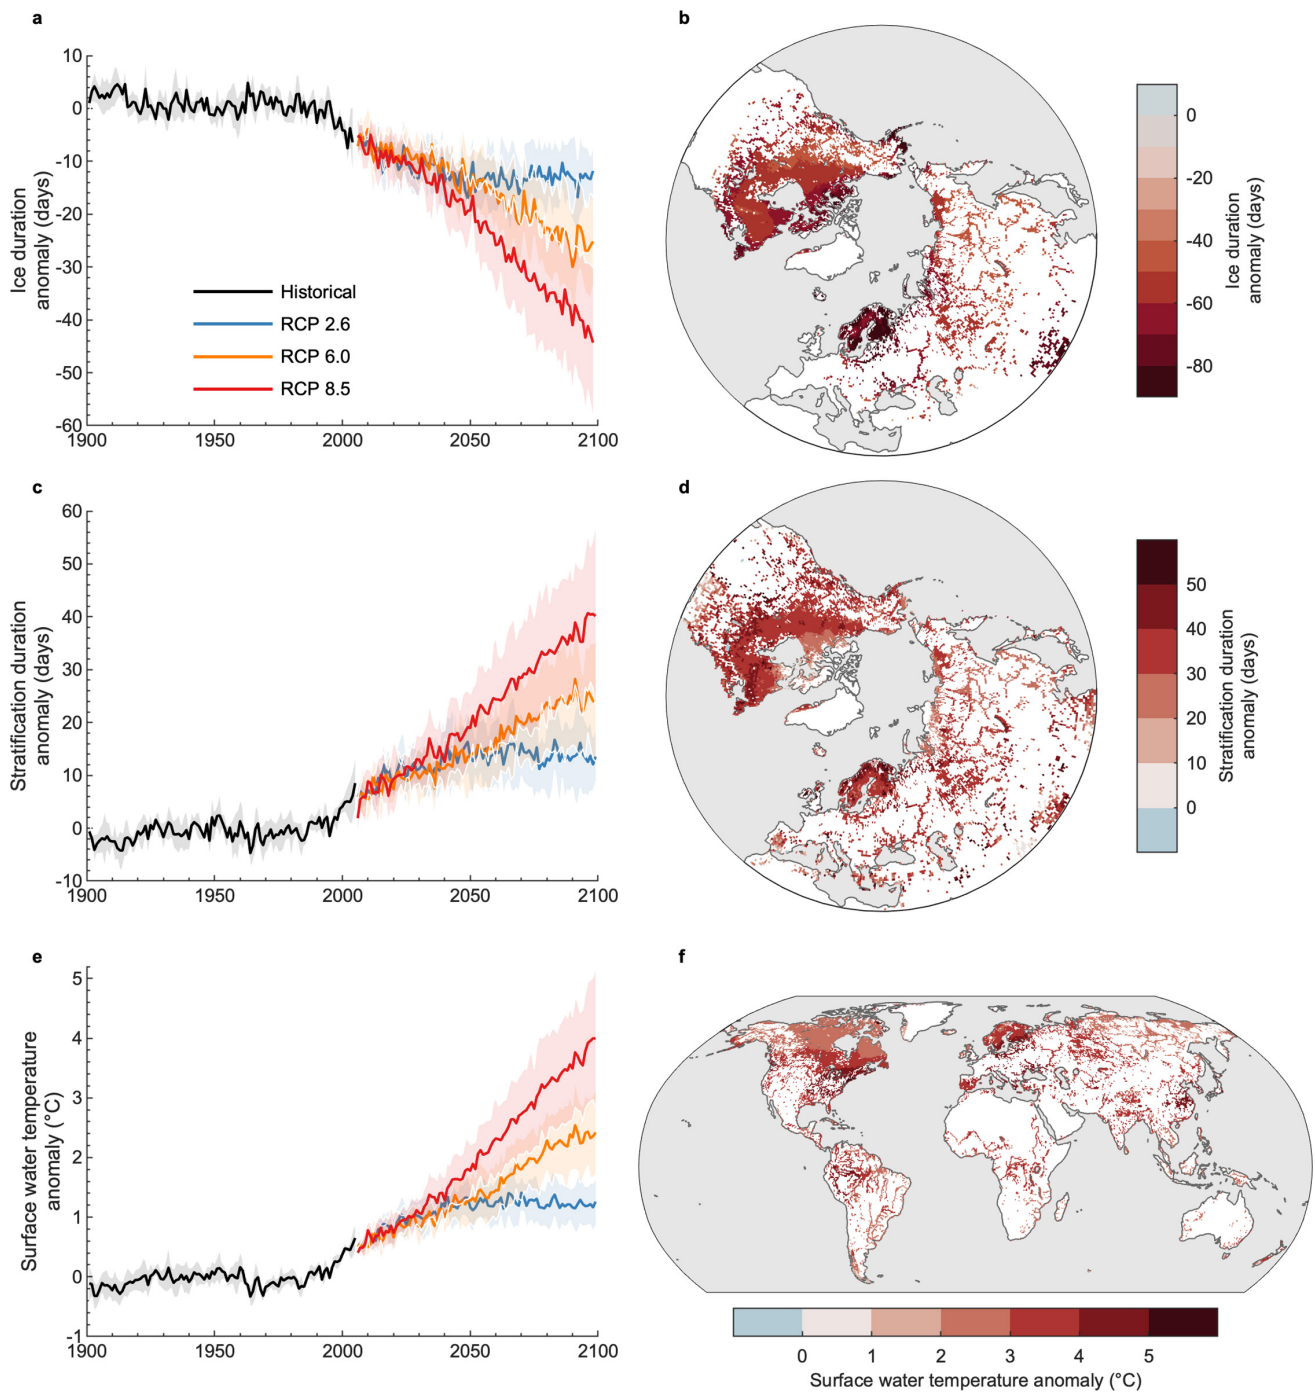 a
10
0
-10
-20
-30
-40
-50
-60
1900
1950
2000
2050
2100
Ice duration
anomaly (days)
Historical
RCP 2.6
RCP 6.0
RCP 8.5
b
0
-20
-40
-60
-80
Ice duration
anomaly (days)
c
60
50
40
30
20
10
0
-10
1900
1950
2000
2050
2100
Stratification duration
anomaly (days)
d
50
40
30
20
10
0
Stratification duration
anomaly (days)
e
5
4
3
2
1
0
-1
1900
1950
2000
2050
2100
Surface water temperature
anomaly (°C)
f
0
1
2
3
4
5
Surface water temperature anomaly (°C)